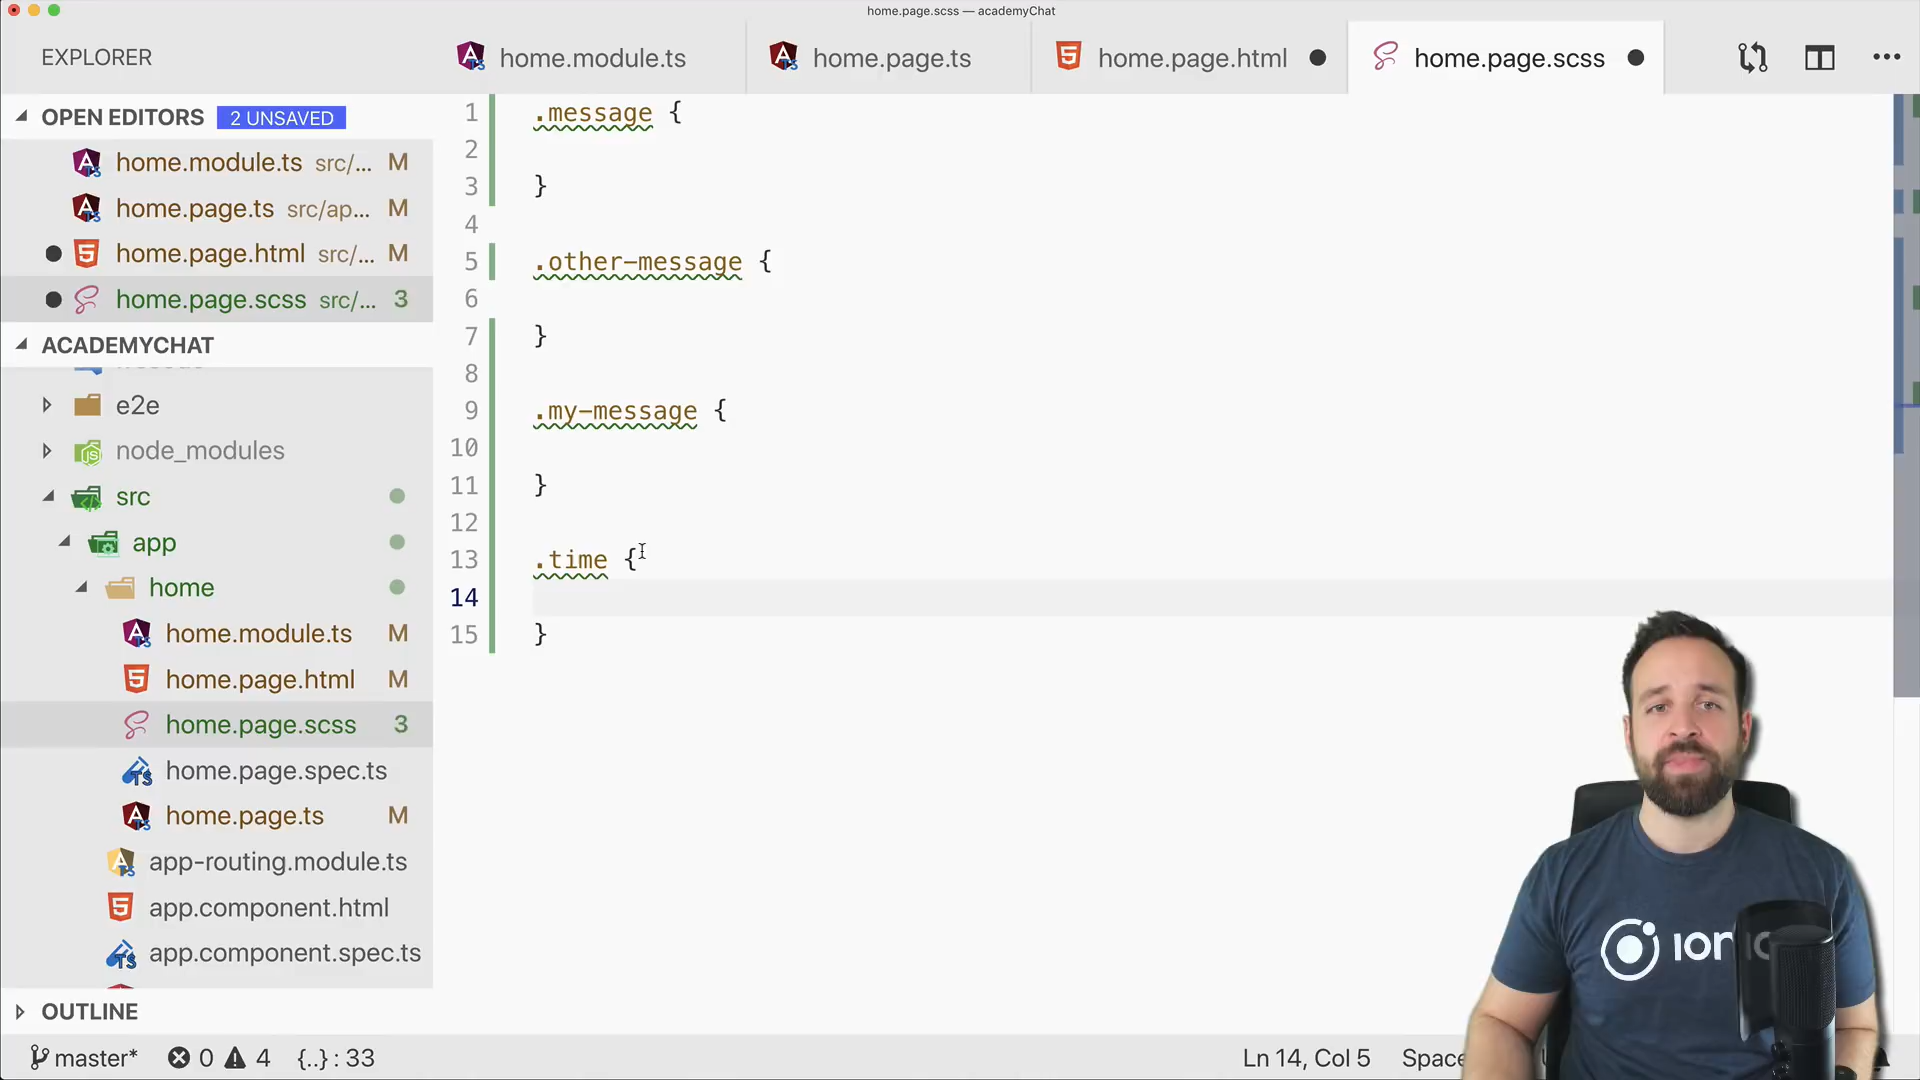 home.page.scss — academyChat
EXPLORER
home.module.ts
home.page.ts
home.page.html
home.page.scss
OPEN EDITORS 2 UNSAVED
home.module.ts src/... M
home.page.ts src/ap... M
home.page.html src/... M
home.page.scss src/... 3
ACADEMYCHAT
e2e
node_modules
src
app
home
home.module.ts M
home.page.html M
home.page.scss 3
home.page.spec.ts
home.page.ts M
app-routing.module.ts
app.component.html
app.component.spec.ts
OUTLINE
1 .message {
2
3 }
4
5 .other-message {
6
7 }
8
9 .my-message {
10
11 }
12
13 .time {
14
15 }
master* 0 4 {..} : 33
Ln 14, Col 5